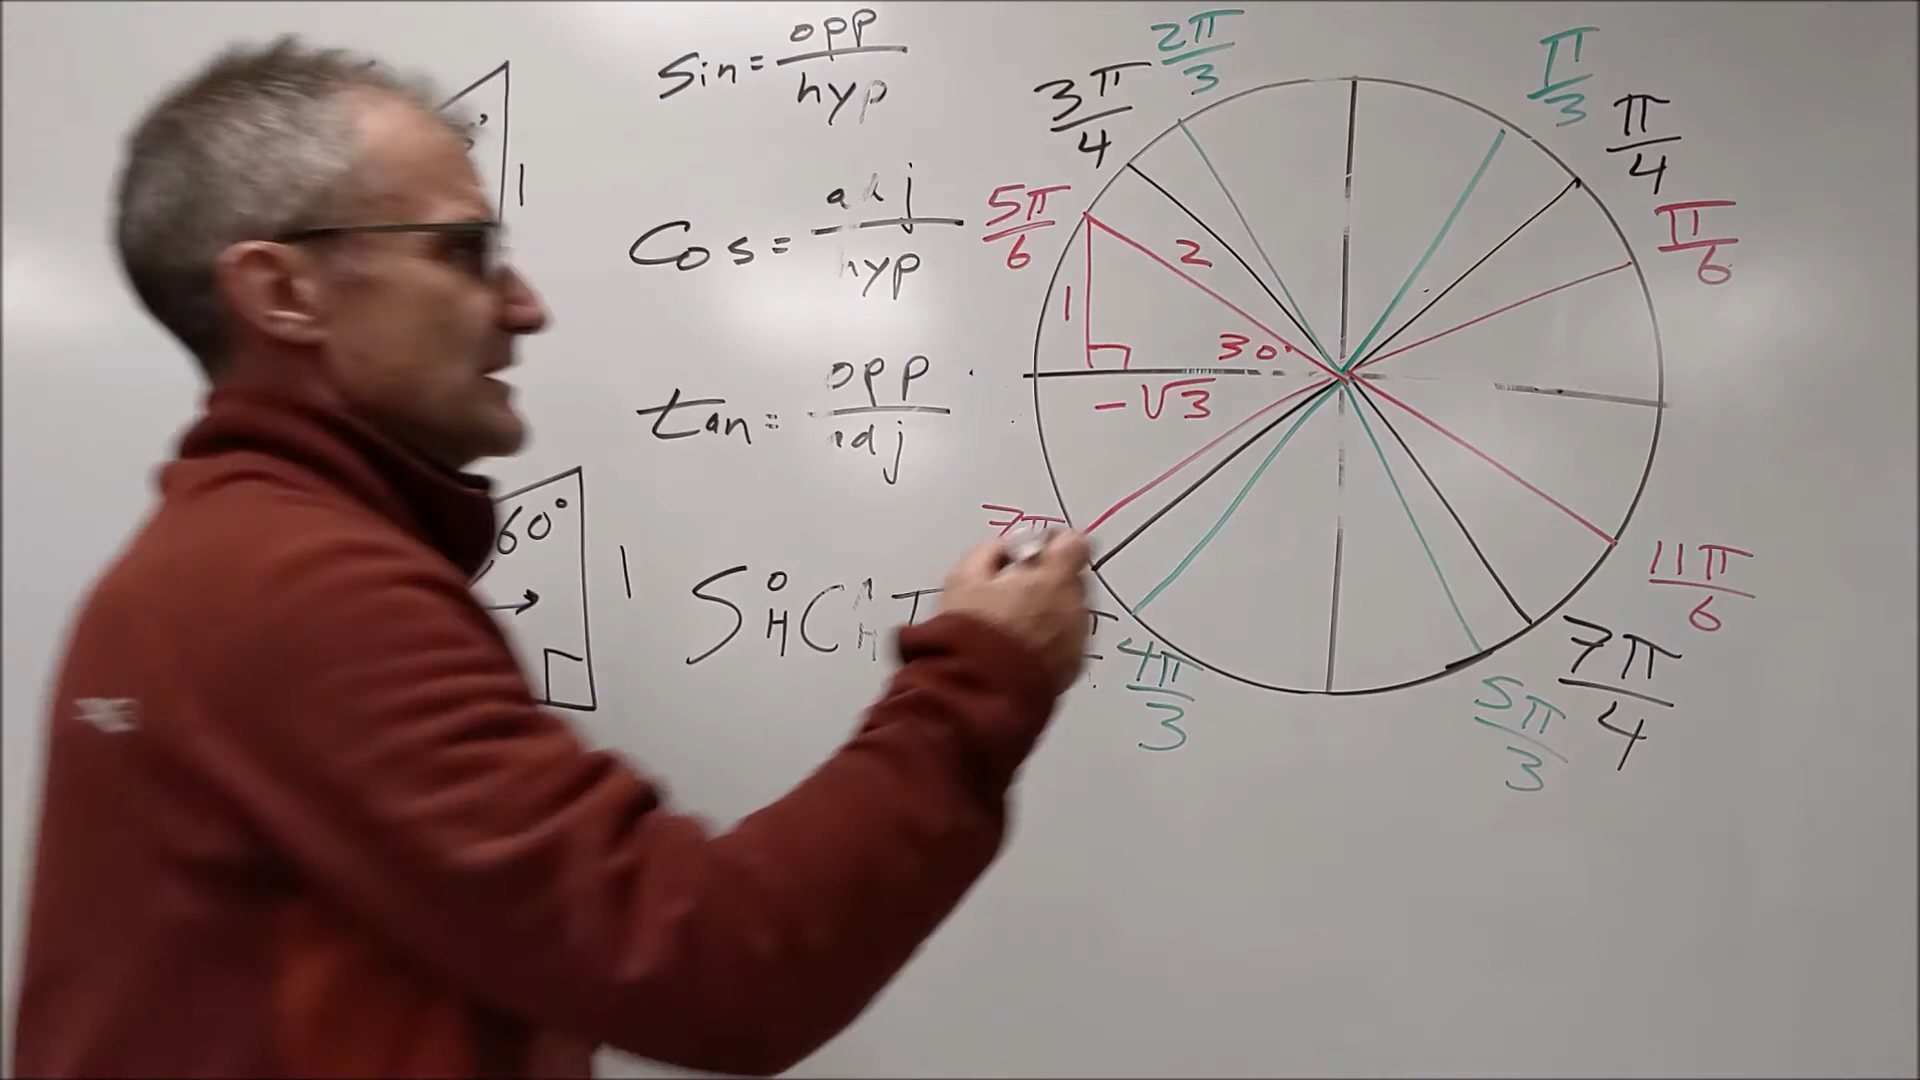 Sin = opp
hyp
Cos = adj
hyp
tan = opp
adj
1
60°
1
S O H C A H T
2π
3
π
3
3π
4
π
4
5π
6
π
6
2
1
30°
-√3
7π
11π
6
4π
3
7π
4
5π
3